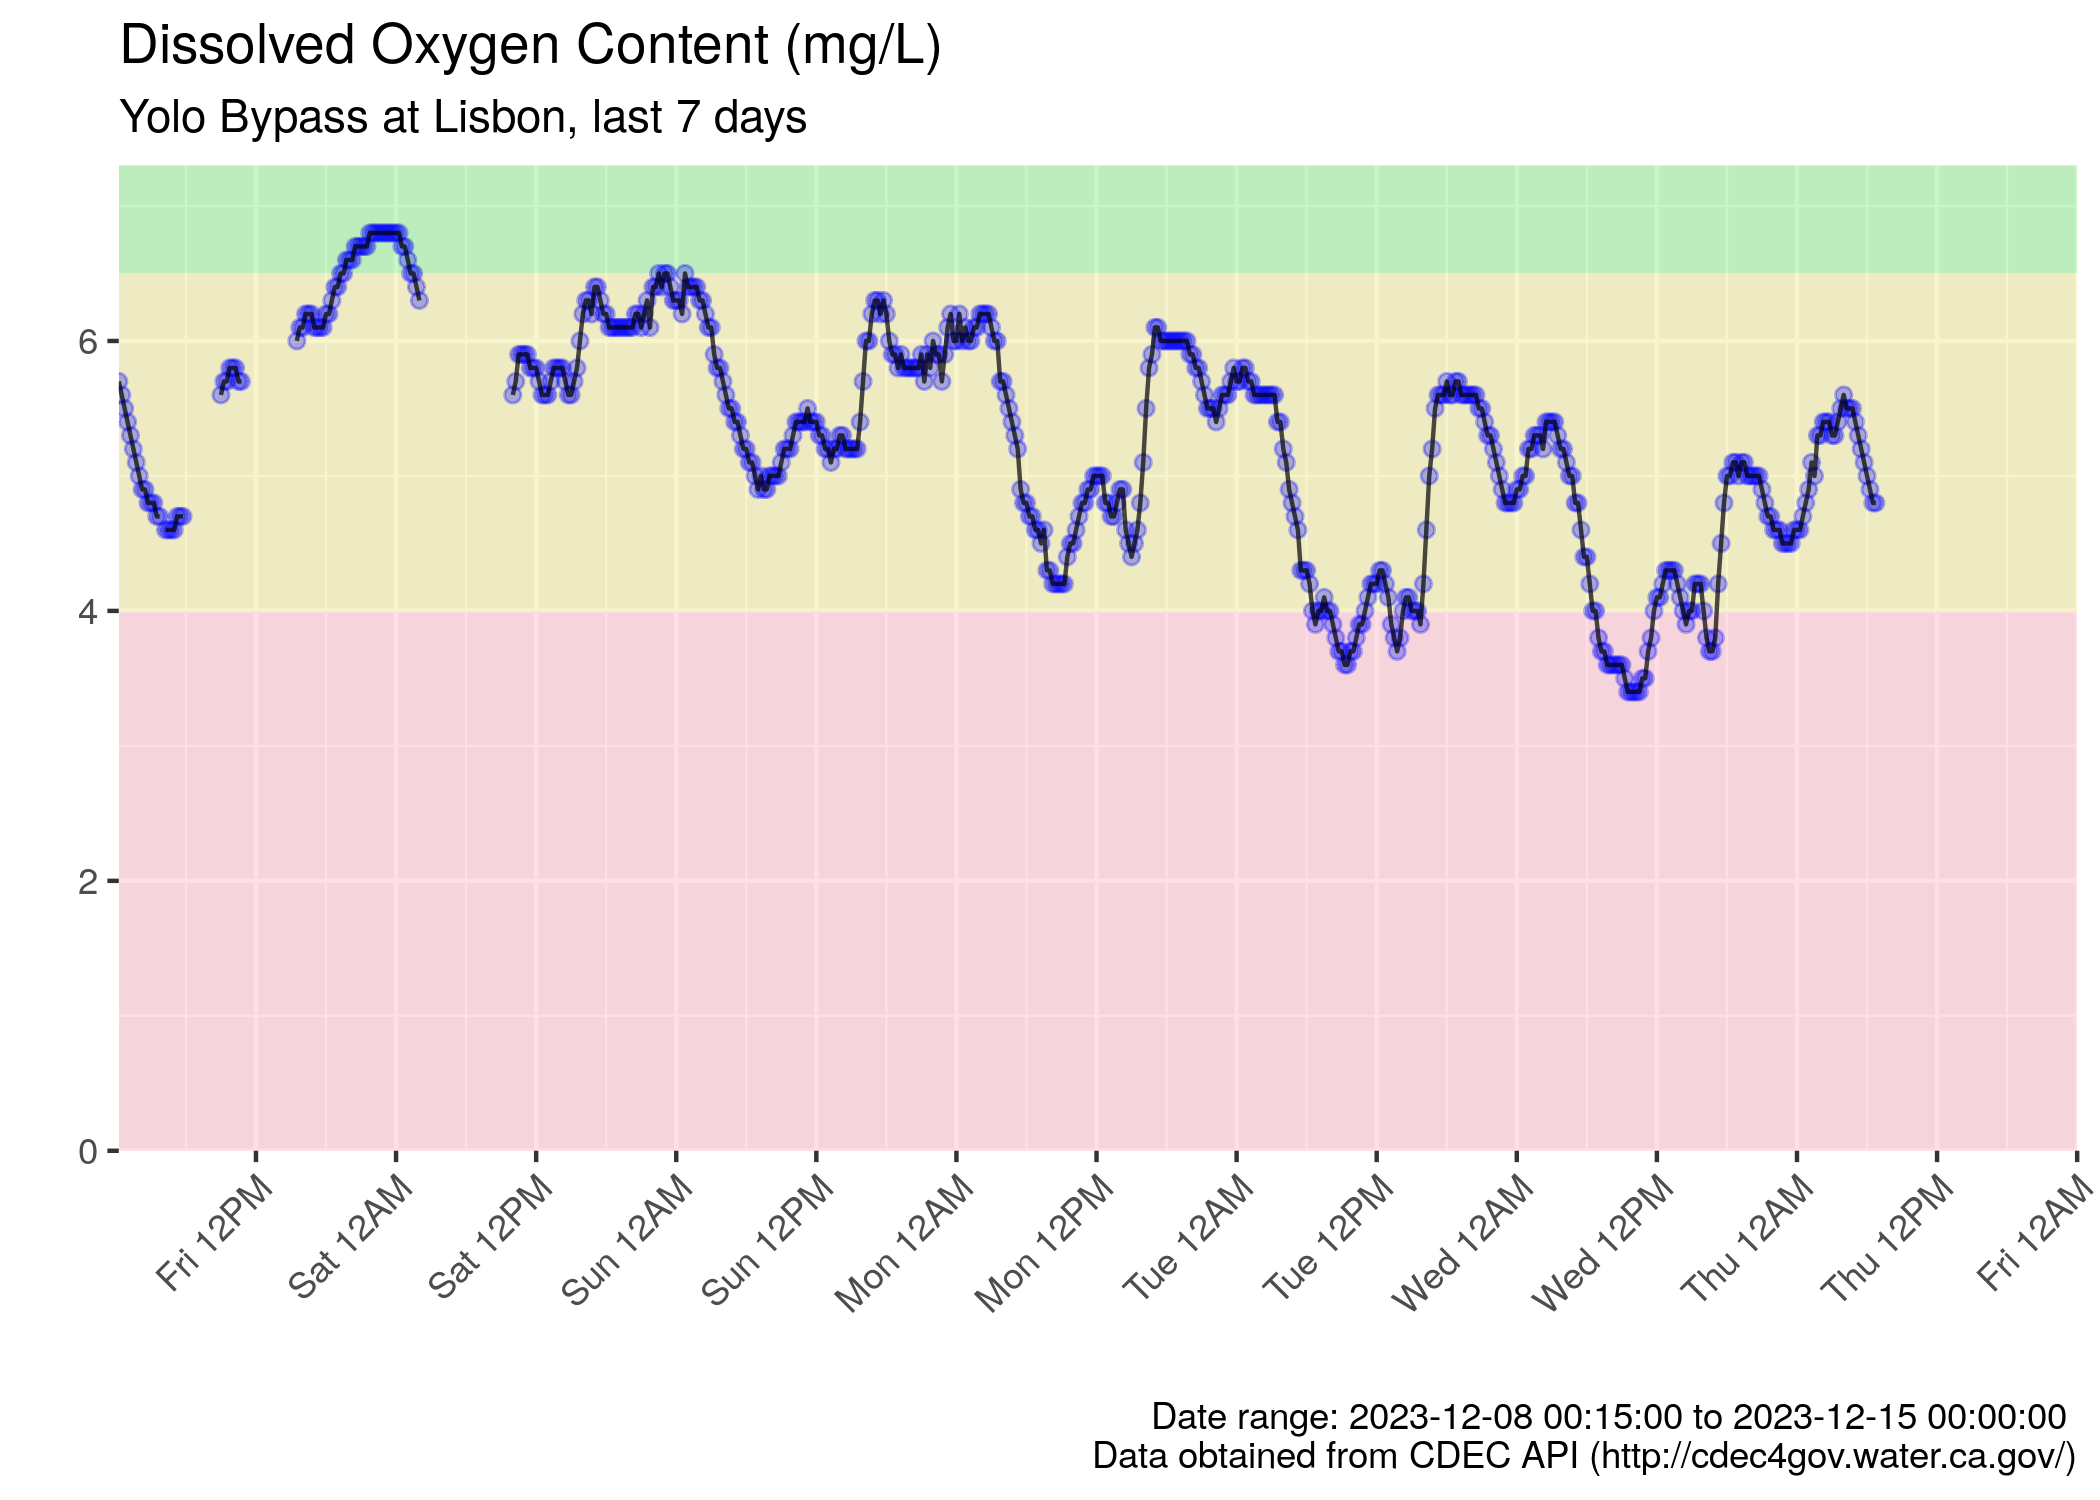 Dissolved Oxygen Content (mg/L)
Yolo Bypass at Lisbon, last 7 days
6
4
2
0
Fri 12PM
Sat 12AM
Sat 12PM
Sun 12AM
Sun 12PM
Mon 12AM
Mon 12PM
Tue 12AM
Tue 12PM
Wed 12AM
Wed 12PM
Thu 12AM
Thu 12PM
Fri 12AM
Date range: 2023-12-08 00:15:00 to 2023-12-15 00:00:00
Data obtained from CDEC API (http://cdec4gov.water.ca.gov/)